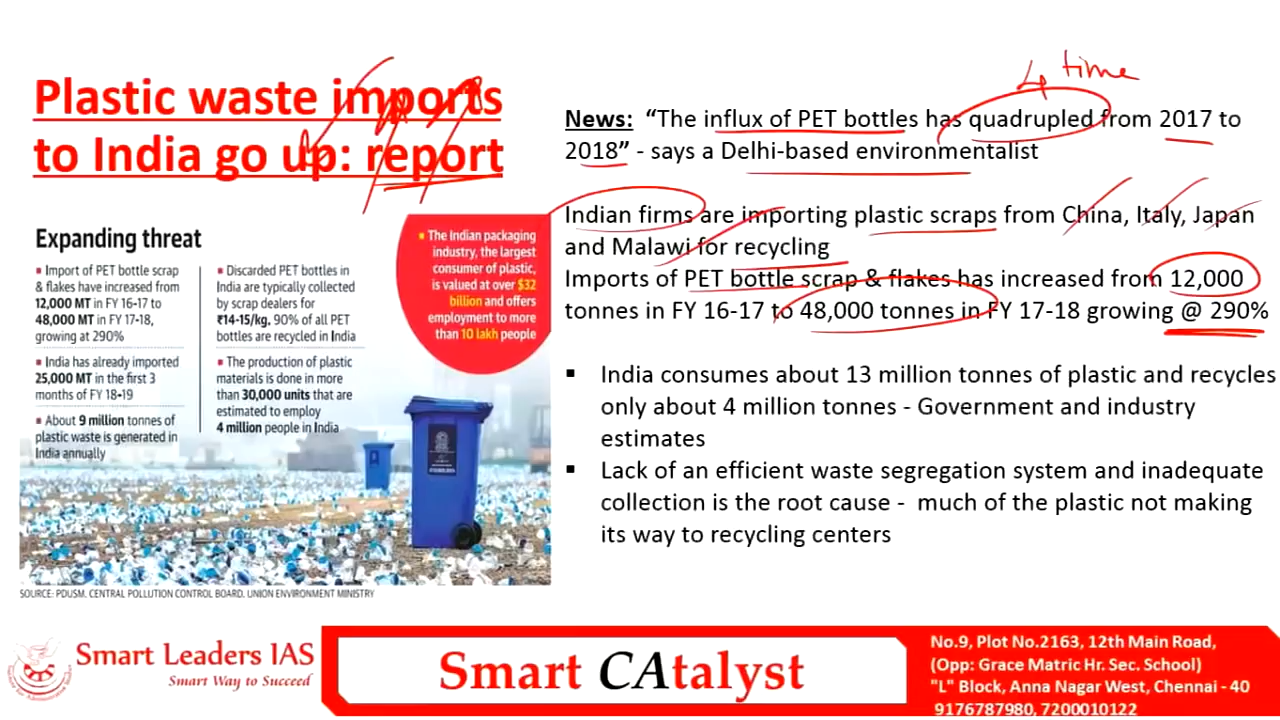 Plastic waste imports
to India go up: report
4 time
News: “The influx of PET bottles has quadrupled from 2017 to
2018” - says a Delhi-based environmentalist
Indian firms are importing plastic scraps from China, Italy, Japan
and Malawi for recycling
Imports of PET bottle scrap & flakes has increased from 12,000
tonnes in FY 16-17 to 48,000 tonnes in FY 17-18 growing @ 290%
▪ India consumes about 13 million tonnes of plastic and recycles
only about 4 million tonnes - Government and industry
estimates
▪ Lack of an efficient waste segregation system and inadequate
collection is the root cause - much of the plastic not making
its way to recycling centers
Expanding threat
▪ Import of PET bottle scrap
& flakes have increased from
12,000 MT in FY 16-17 to
48,000 MT in FY 17-18,
growing at 290%
▪ India has already imported
25,000 MT in the first 3
months of FY 18-19
▪ About 9 million tonnes of
plastic waste is generated in
India annually
▪ Discarded PET bottles in
India are typically collected
by scrap dealers for
₹14-15/kg, 90% of all PET
bottles are recycled in India
▪ The production of plastic
materials is done in more
than 30,000 units that are
estimated to employ
4 million people in India
▪ The Indian packaging
industry, the largest
consumer of plastic,
is valued at over $32
billion and offers
employment to more
than 10 lakh people
SOURCE: PDUSM, CENTRAL POLLUTION CONTROL BOARD, UNION ENVIRONMENT MINISTRY
Smart Leaders IAS
Smart Way to Succeed
Smart CAtalyst
No.9, Plot No.2163, 12th Main Road,
(Opp: Grace Matric Hr. Sec. School)
"L" Block, Anna Nagar West, Chennai - 40
9176787980, 7200010122